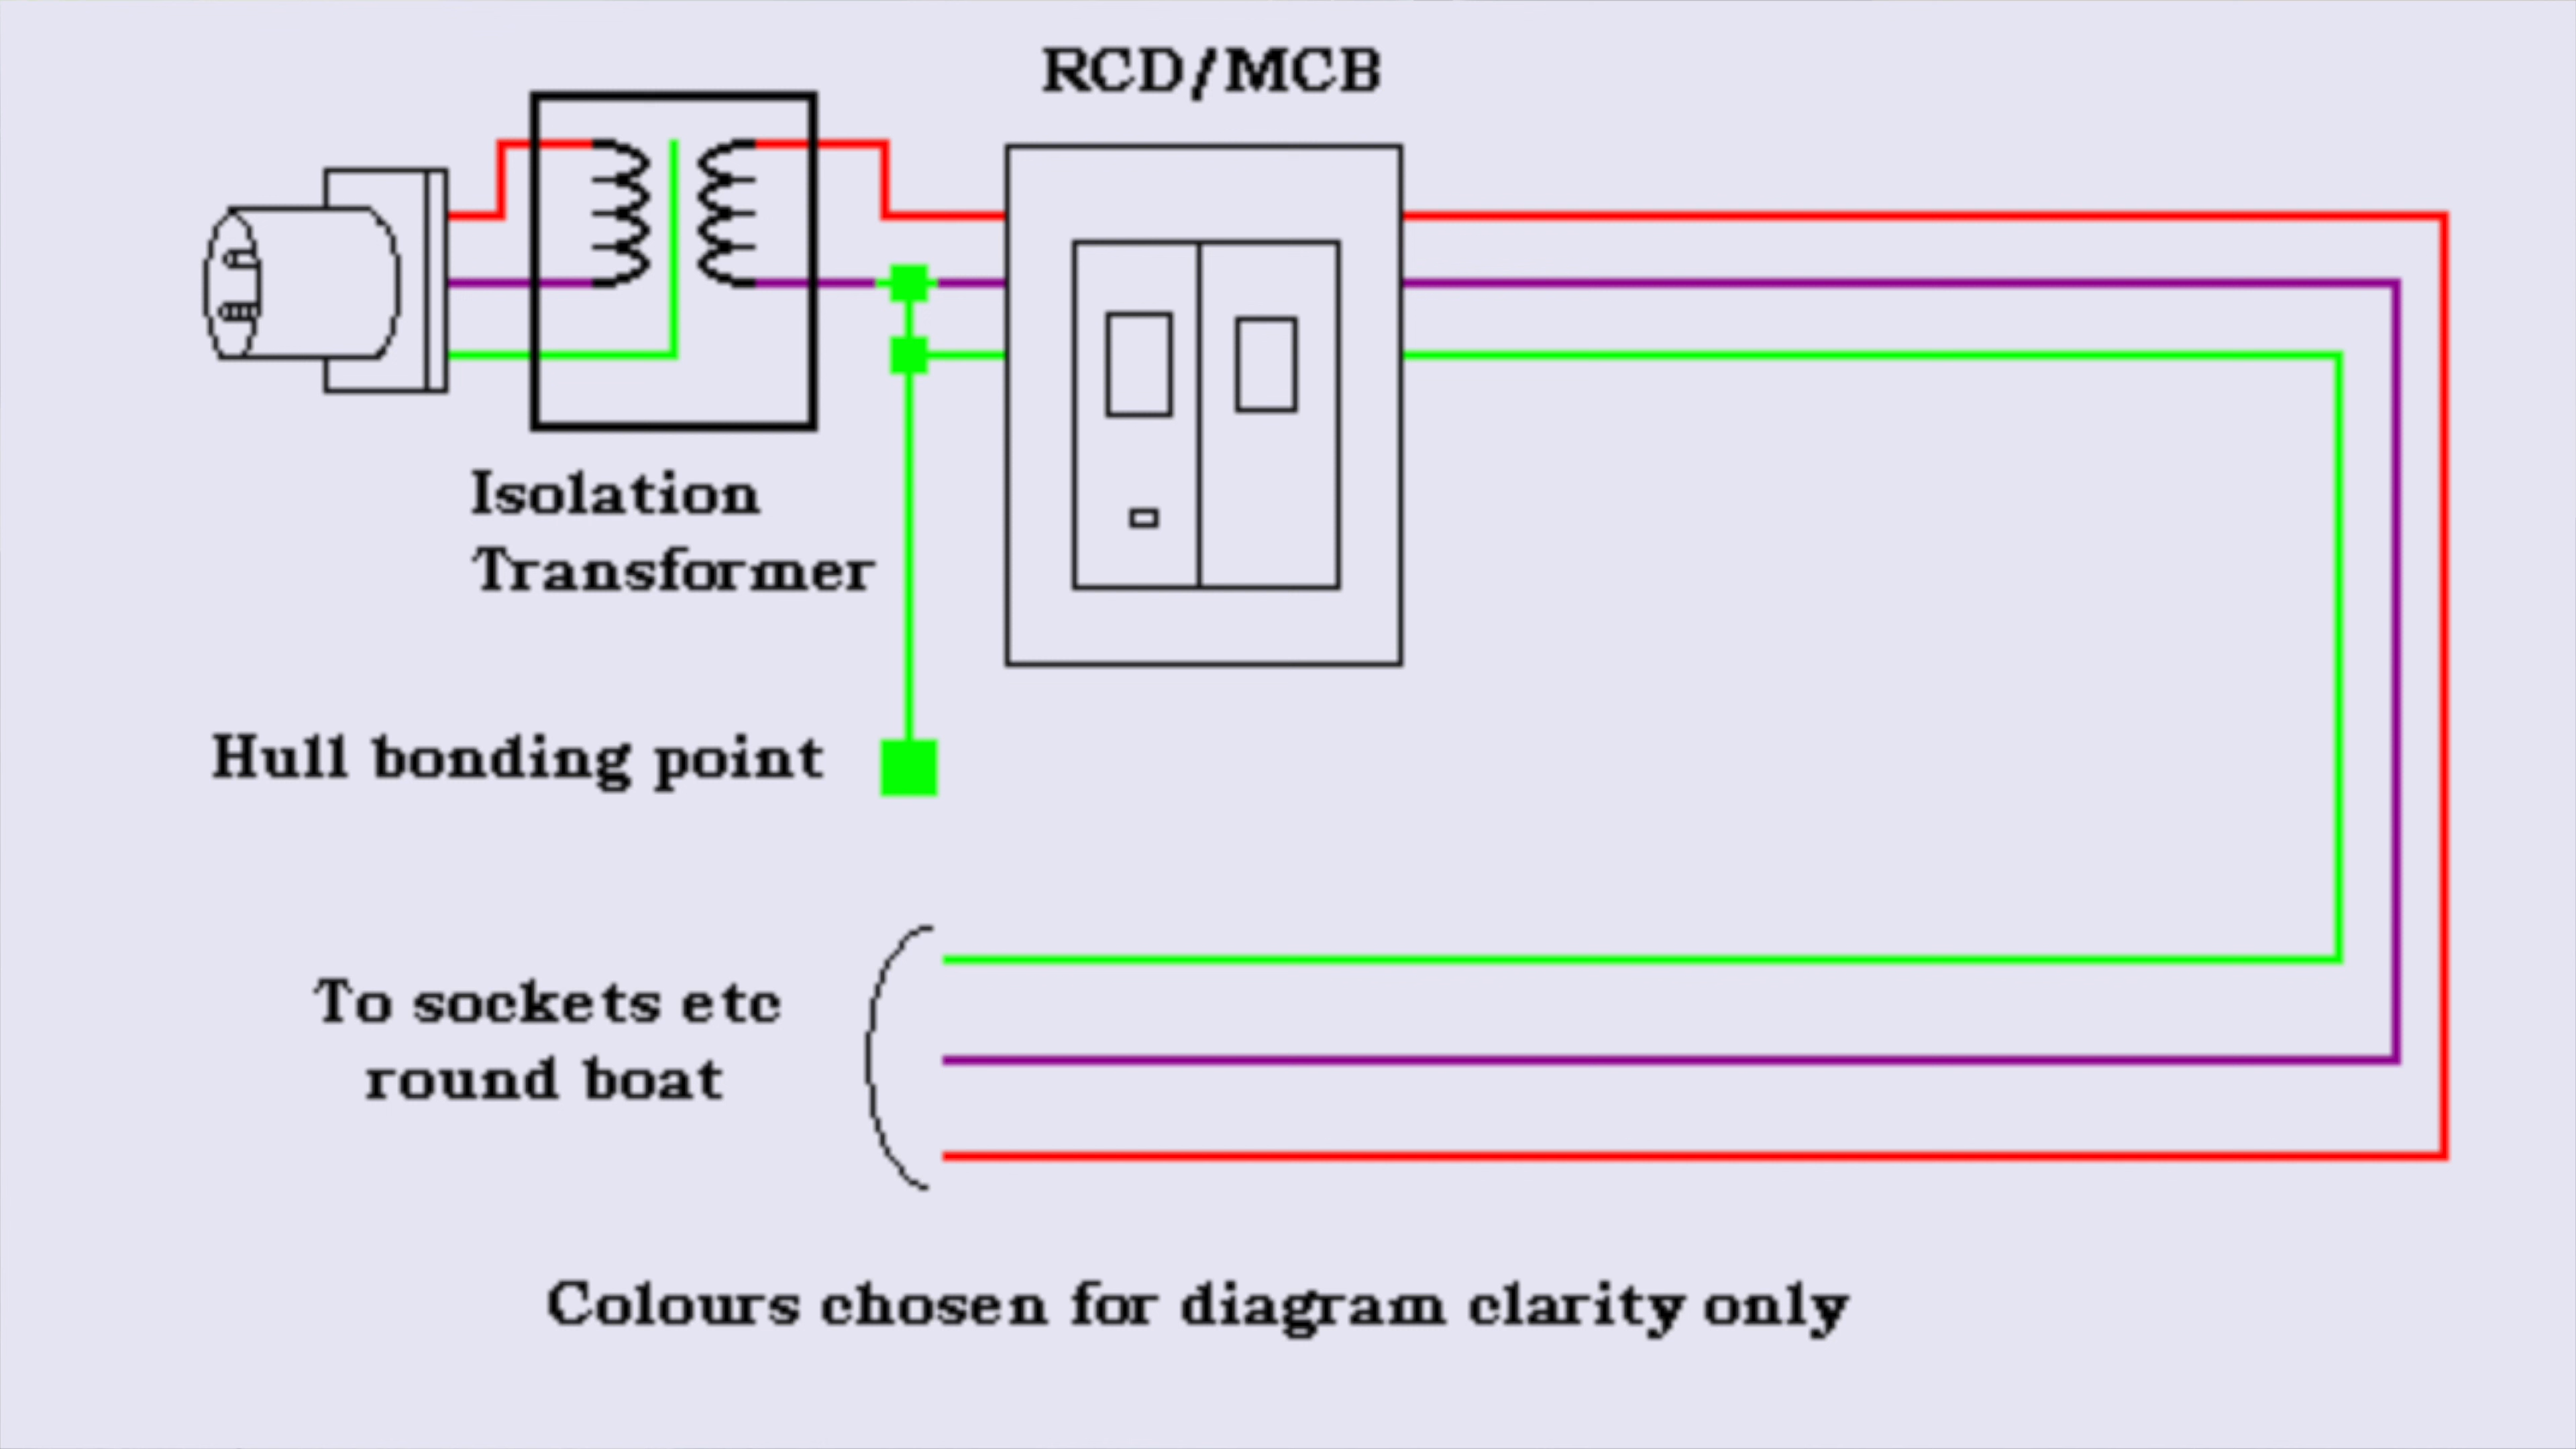 RCD/MCB
Isolation
Transformer
Hull bonding point
To sockets etc
round boat
Colours chosen for diagram clarity only